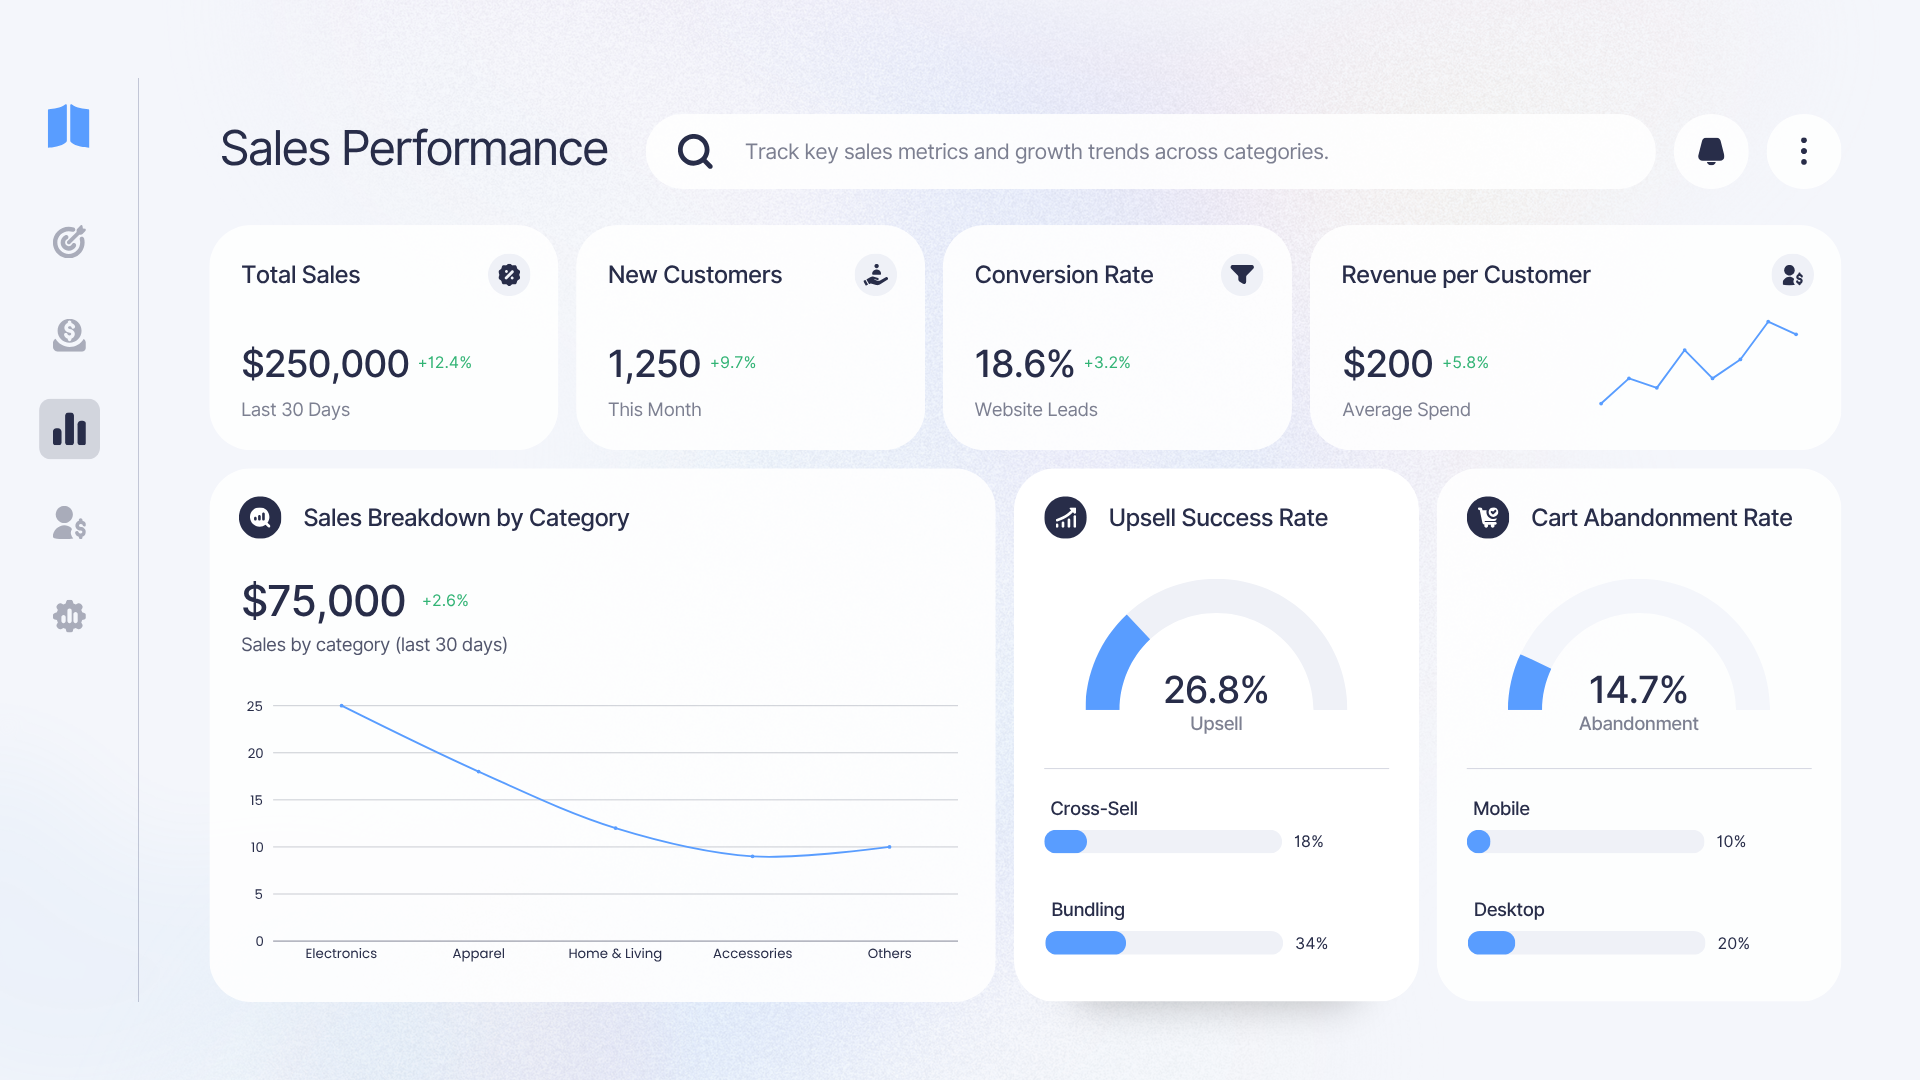 Sales Performance
Track key sales metrics and growth trends across categories.
Total Sales
$250,000 +12.4%
Last 30 Days
New Customers
1,250 +9.7%
This Month
Conversion Rate
18.6% +3.2%
Website Leads
Revenue per Customer
$200 +5.8%
Average Spend
Sales Breakdown by Category
$75,000 +2.6%
Sales by category (last 30 days)
25
20
15
10
5
0
Electronics Apparel Home & Living Accessories Others
Upsell Success Rate
26.8%
Upsell
Cross-Sell
18%
Bundling
34%
Cart Abandonment Rate
14.7%
Abandonment
Mobile
10%
Desktop
20%